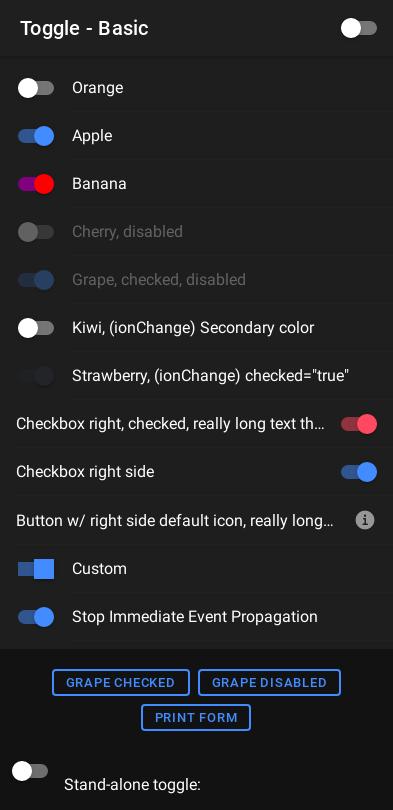 Toggle - Basic
Orange
Apple
Banana
Cherry, disabled
Grape, checked, disabled
Kiwi, (ionChange) Secondary color
Strawberry, (ionChange) checked="true"
Checkbox right, checked, really long text th...
Checkbox right side
Button w/ right side default icon, really long...
Custom
Stop Immediate Event Propagation
GRAPE CHECKED GRAPE DISABLED
PRINT FORM
Stand-alone toggle: